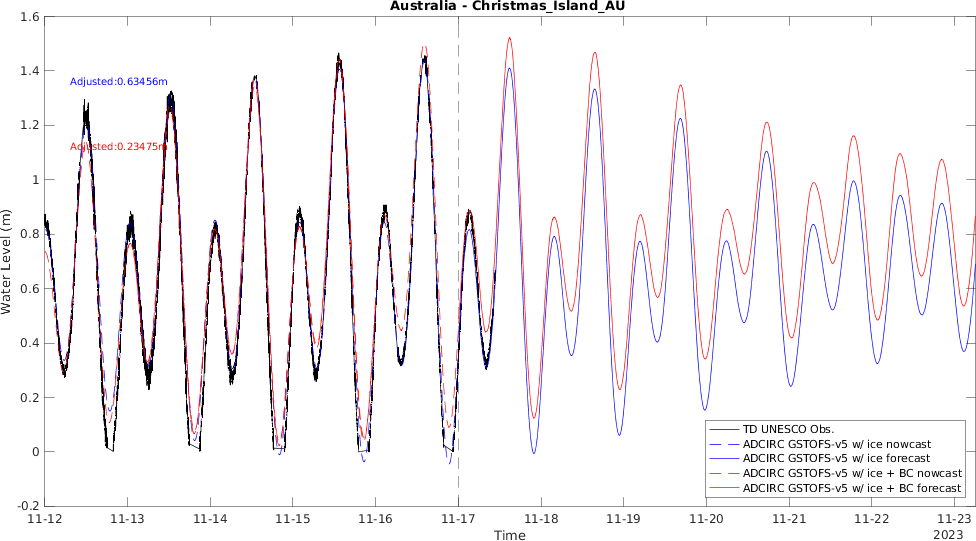 Australia - Christmas_Island_AU
1.6
1.4
1.2
1
0.8
0.6
0.4
0.2
0
-0.2
Water Level (m)
Adjusted:0.63456m
Adjusted:0.23475m
TD UNESCO Obs.
ADCIRC GSTOFS-v5 w/ ice nowcast
ADCIRC GSTOFS-v5 w/ ice forecast
ADCIRC GSTOFS-v5 w/ ice + BC nowcast
ADCIRC GSTOFS-v5 w/ ice + BC forecast
11-12 11-13 11-14 11-15 11-16 11-17 11-18 11-19 11-20 11-21 11-22 11-23
Time
2023